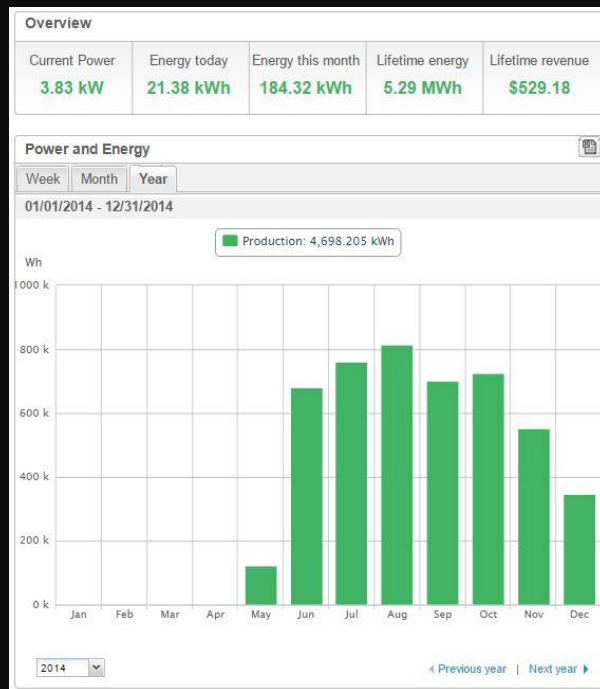 Overview
Current Power Energy today Energy this month Lifetime energy Lifetime revenue
3.83 kW 21.38 kWh 184.32 kWh 5.29 MWh $529.18
Power and Energy
Week Month Year
01/01/2014 - 12/31/2014
Production: 4,698.205 kWh
Wh
1000 k
800 k
600 k
400 k
200 k
0 k
Jan Feb Mar Apr May Jun Jul Aug Sep Oct Nov Dec
2014 Previous year | Next year